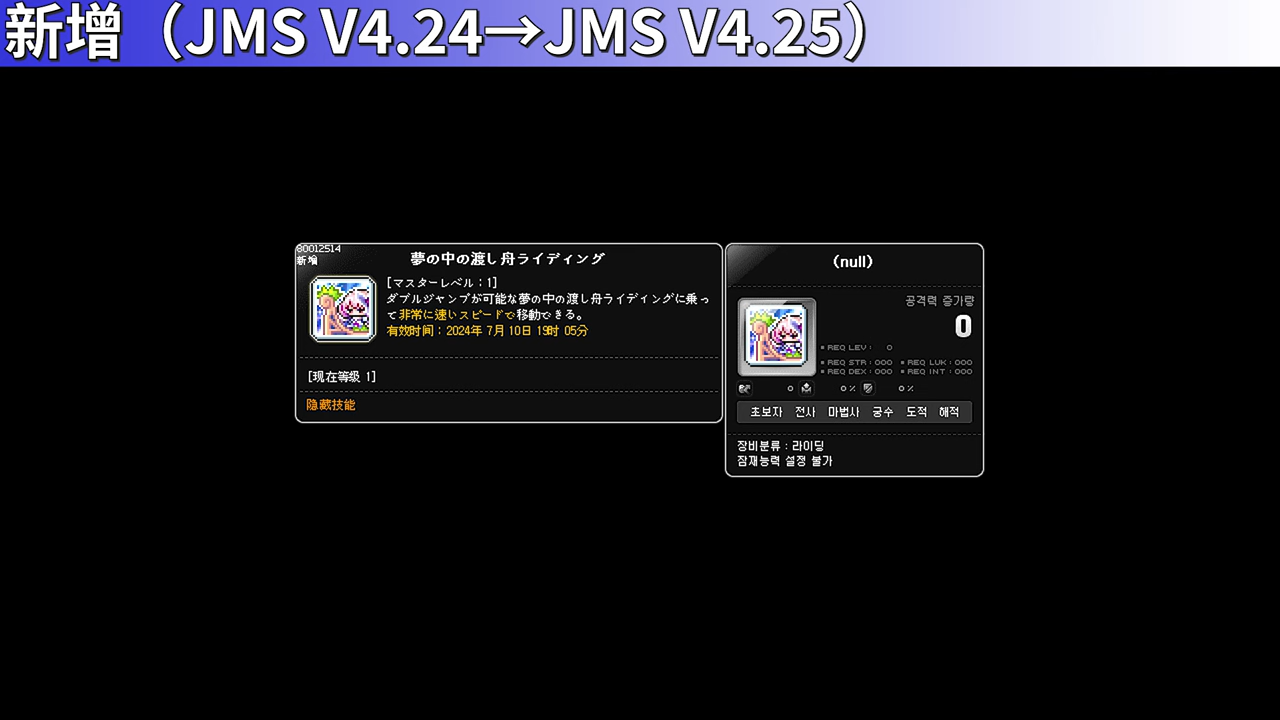 新增（JMS V4.24→JMS V4.25）
80012514
新增
夢の中の渡し舟ライディング
[マスターレベル：1]
ダブルジャンプが可能な夢の中の渡し舟ライディングに乗っ
て非常に速いスピードで移動できる。
有效时间：2024年 7月 10日 19时 05分
[现在等级 1]
隐藏技能
(null)
공격력 증가량
0
REQ LEV : 0
REQ STR : 000 REQ LUK : 000
REQ DEX : 000 REQ INT : 000
0 0 % 0 %
초보자 전사 마법사 궁수 도적 해적
장비분류 : 라이딩
잠재능력 설정 불가